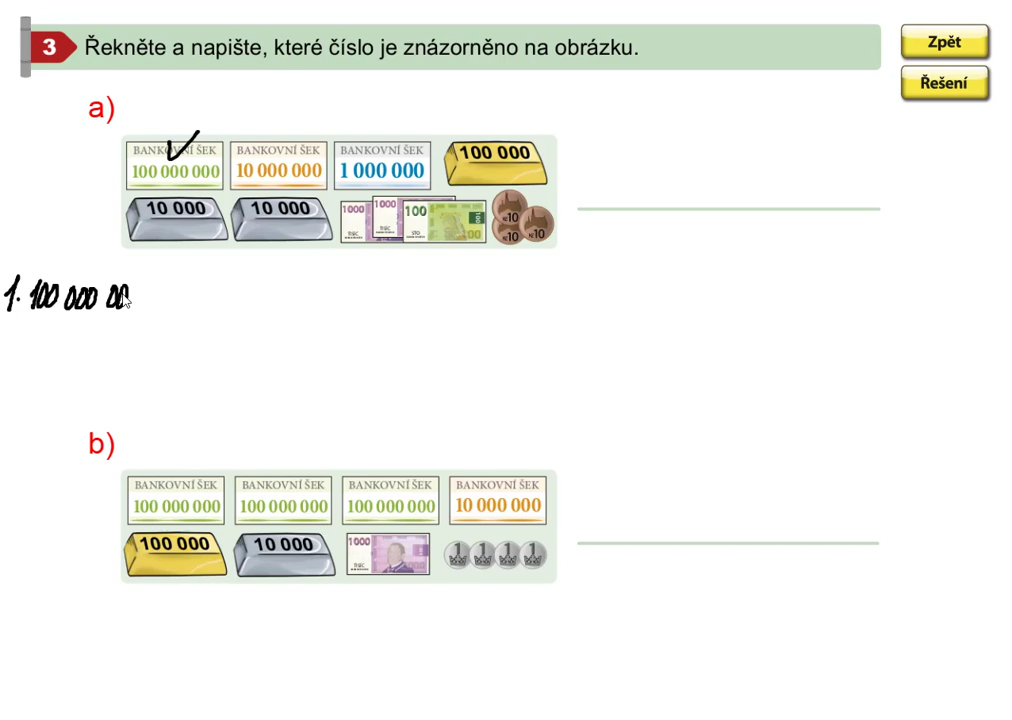 3 Řekněte a napište, které číslo je znázorněno na obrázku.
Zpět
Řešení
a)
BANKOVNÍ ŠEK BANKOVNÍ ŠEK BANKOVNÍ ŠEK 100 000
100 000 000 10 000 000 1 000 000
10 000 10 000 1000 1000 100 10 10 10
1. 100 000 00
b)
BANKOVNÍ ŠEK BANKOVNÍ ŠEK BANKOVNÍ ŠEK BANKOVNÍ ŠEK
100 000 000 100 000 000 100 000 000 10 000 000
100 000 10 000 1000 1 1 1 1